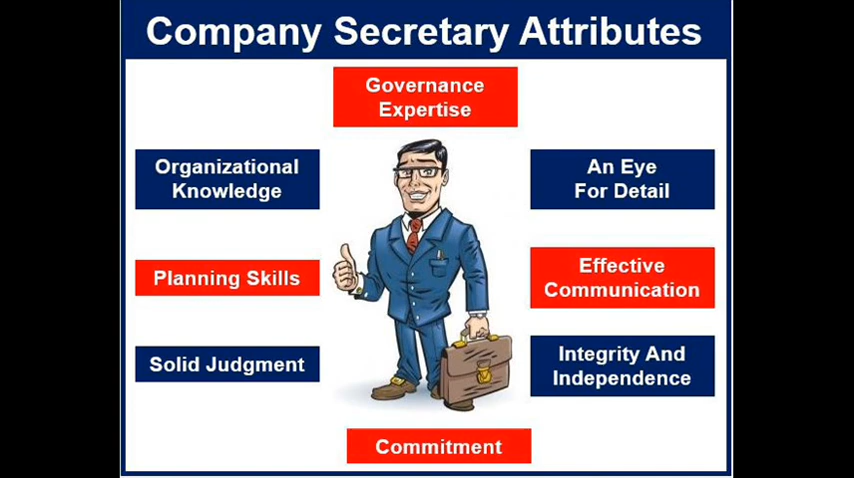 Company Secretary Attributes
Governance
Expertise
Organizational
Knowledge
An Eye
For Detail
Planning Skills
Effective
Communication
Solid Judgment
Integrity And
Independence
Commitment